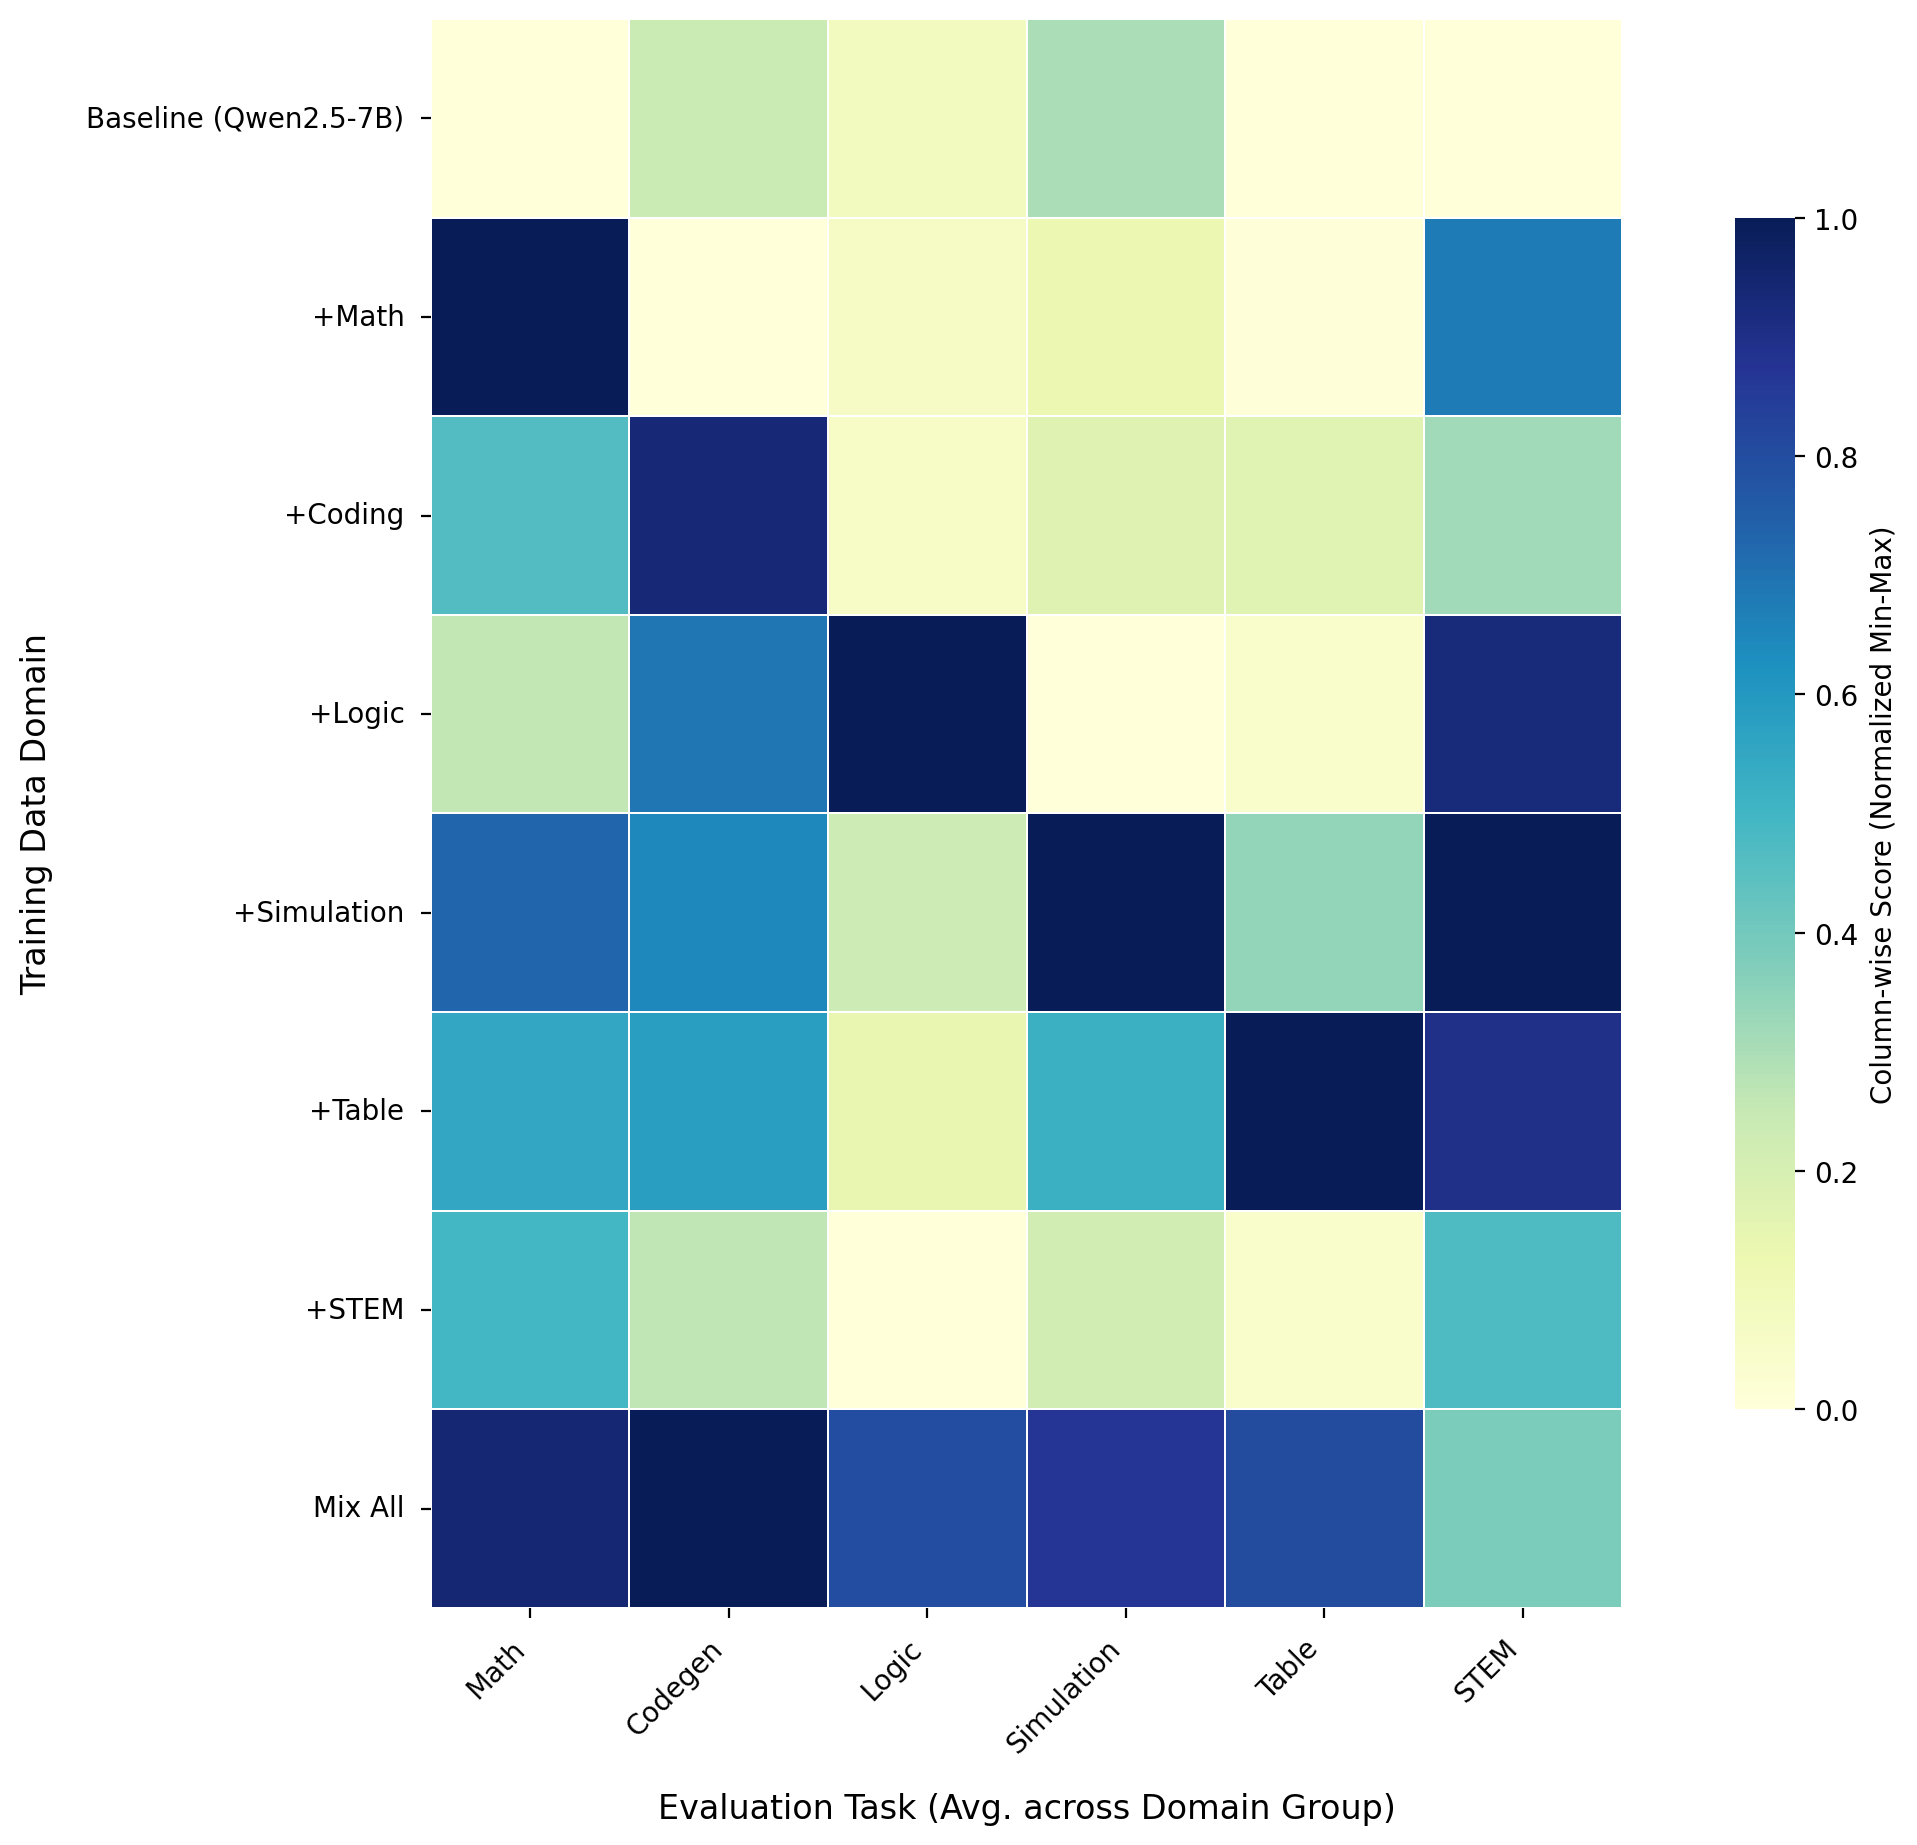 Baseline (Qwen2.5-7B)
+Math
+Coding
+Logic
+Simulation
+Table
+STEM
Mix All
Training Data Domain
Math
Codegen
Logic
Simulation
Table
STEM
Evaluation Task (Avg. across Domain Group)
1.0
0.8
0.6
0.4
0.2
0.0
Column-wise Score (Normalized Min-Max)